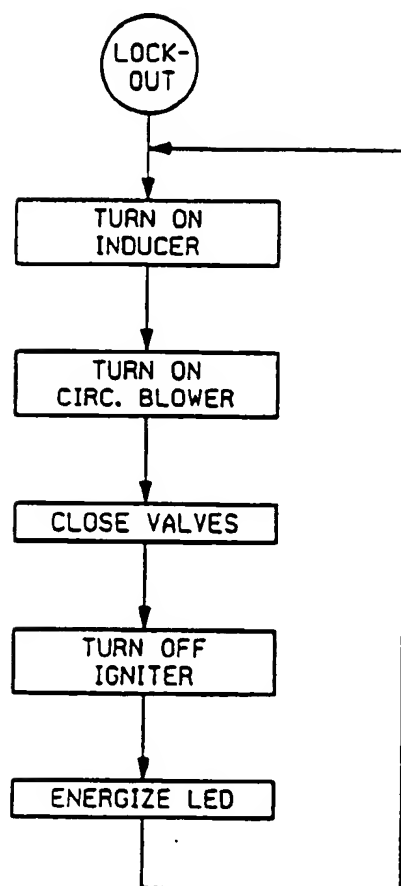 LOCK-
OUT
TURN ON
INDUCER
TURN ON
CIRC. BLOWER
CLOSE VALVES
TURN OFF
IGNITER
ENERGIZE LED